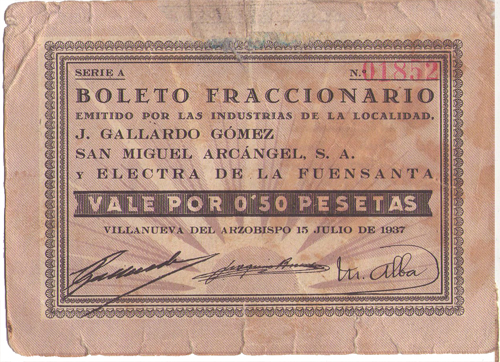 SERIE A Nº 01852
BOLETO FRACCIONARIO
EMITIDO POR LAS INDUSTRIAS DE LA LOCALIDAD.
J. GALLARDO GÓMEZ
SAN MIGUEL ARCÁNGEL, S. A.
Y ELECTRA DE LA FUENSANTA
VALE POR 0'50 PESETAS
VILLANUEVA DEL ARZOBISPO 15 JULIO DE 1937
M. Alba